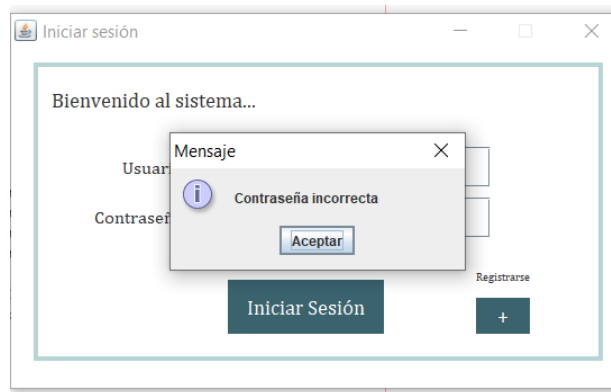 Iniciar sesión
Bienvenido al sistema...
Mensaje
Contraseña incorrecta
Aceptar
Registrarse
Iniciar Sesión
+